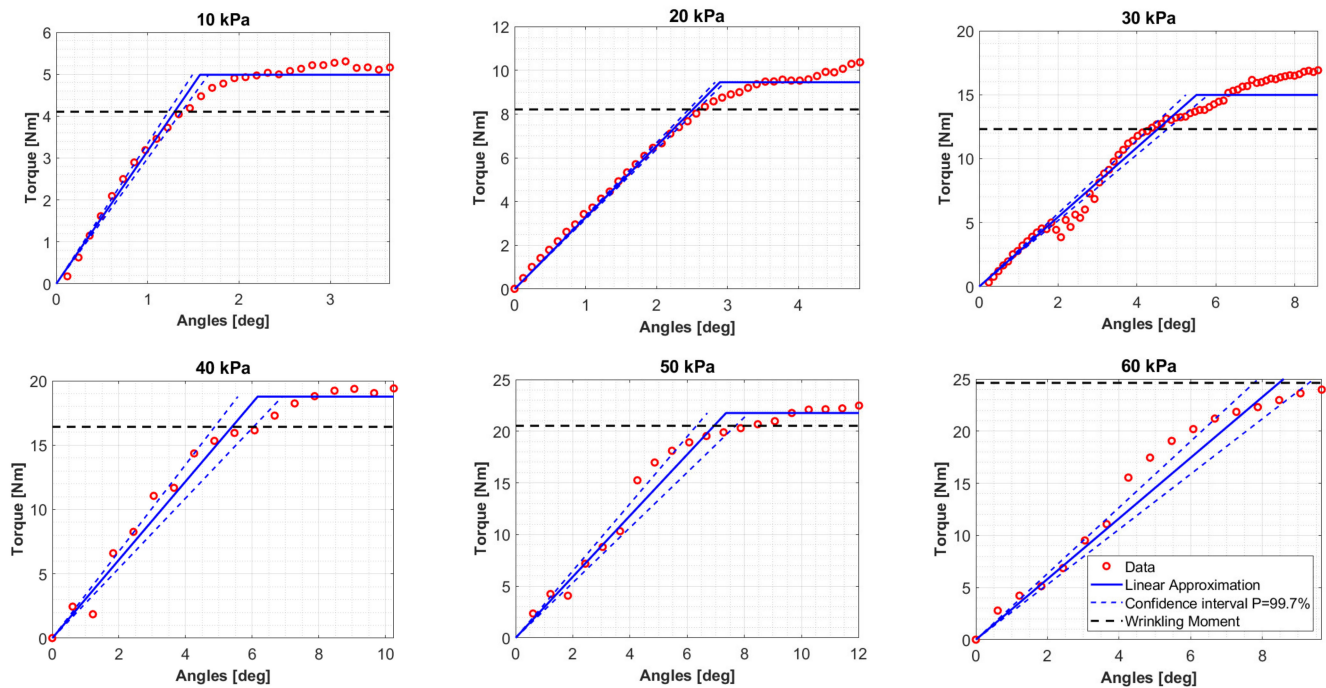 10 kPa
6
5
4
3
2
1
0
0 1 2 3
Torque [Nm]
Angles [deg]
20 kPa
12
10
8
6
4
2
0
0 1 2 3 4
Torque [Nm]
Angles [deg]
30 kPa
20
15
10
5
0
0 2 4 6 8
Torque [Nm]
Angles [deg]
40 kPa
20
15
10
5
0
0 2 4 6 8 10
Torque [Nm]
Angles [deg]
50 kPa
25
20
15
10
5
0
0 2 4 6 8 10 12
Torque [Nm]
Angles [deg]
60 kPa
25
20
15
10
5
0
0 2 4 6 8
Torque [Nm]
Angles [deg]
Data
Linear Approximation
Confidence interval P=99.7%
Wrinkling Moment